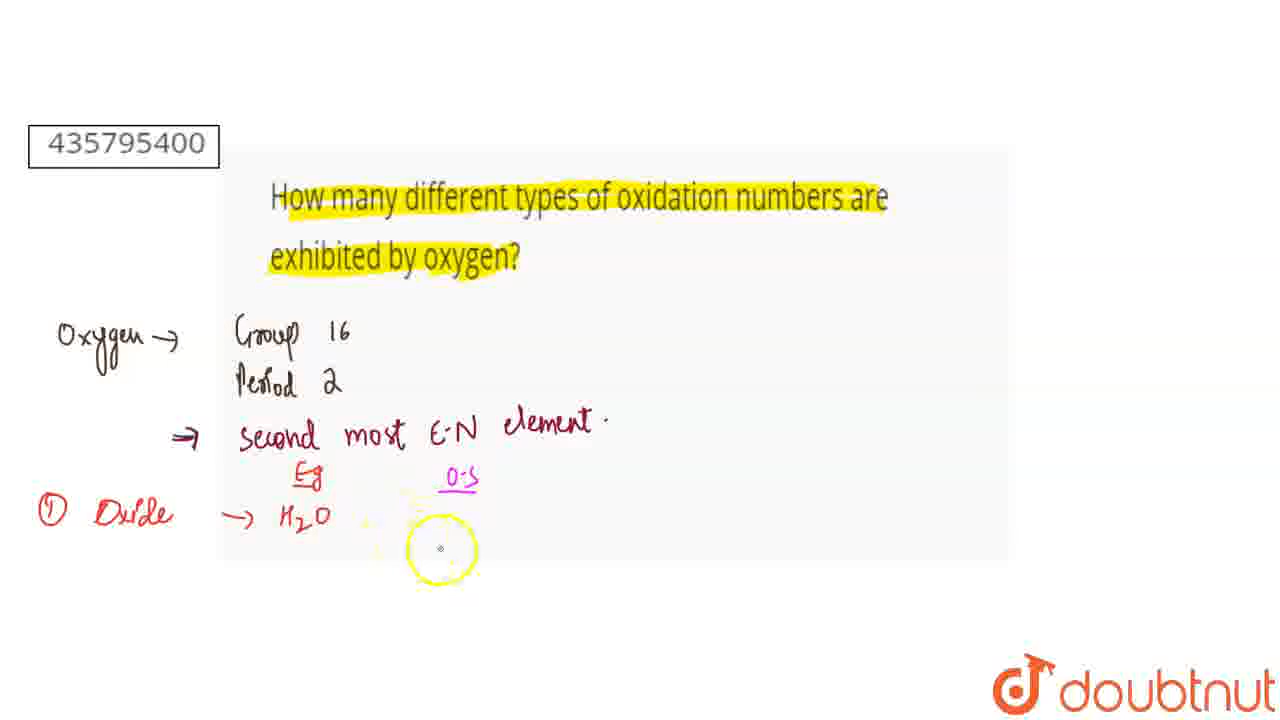 435795400
How many different types of oxidation numbers are
exhibited by oxygen?
Oxygen → Group 16
Period 2
⇒ Second most E-N element.
Eg O-S
① Oxide → H₂O
doubtnut